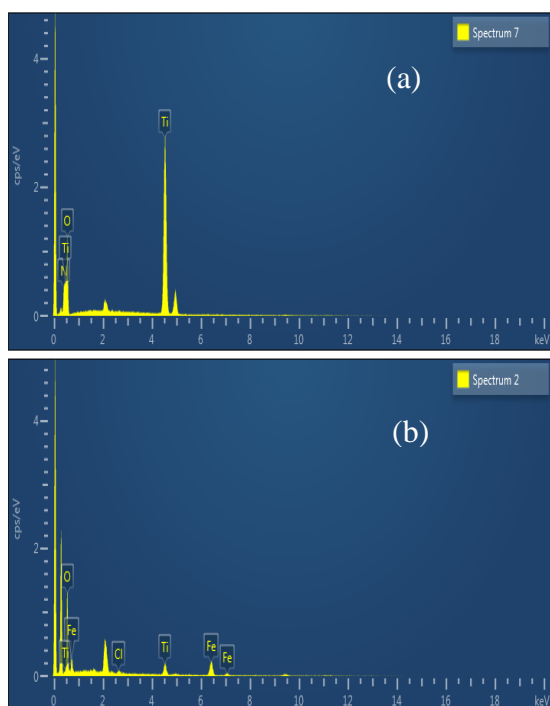 Spectrum 7
(a)
4
Ti
cps/eV
2
O
Ti
N
0
0 2 4 6 8 10 12 14 16 18 keV
Spectrum 2
(b)
4
cps/eV
2
O
Fe
Ti
Cl
Ti
Fe
Fe
0
0 2 4 6 8 10 12 14 16 18 keV